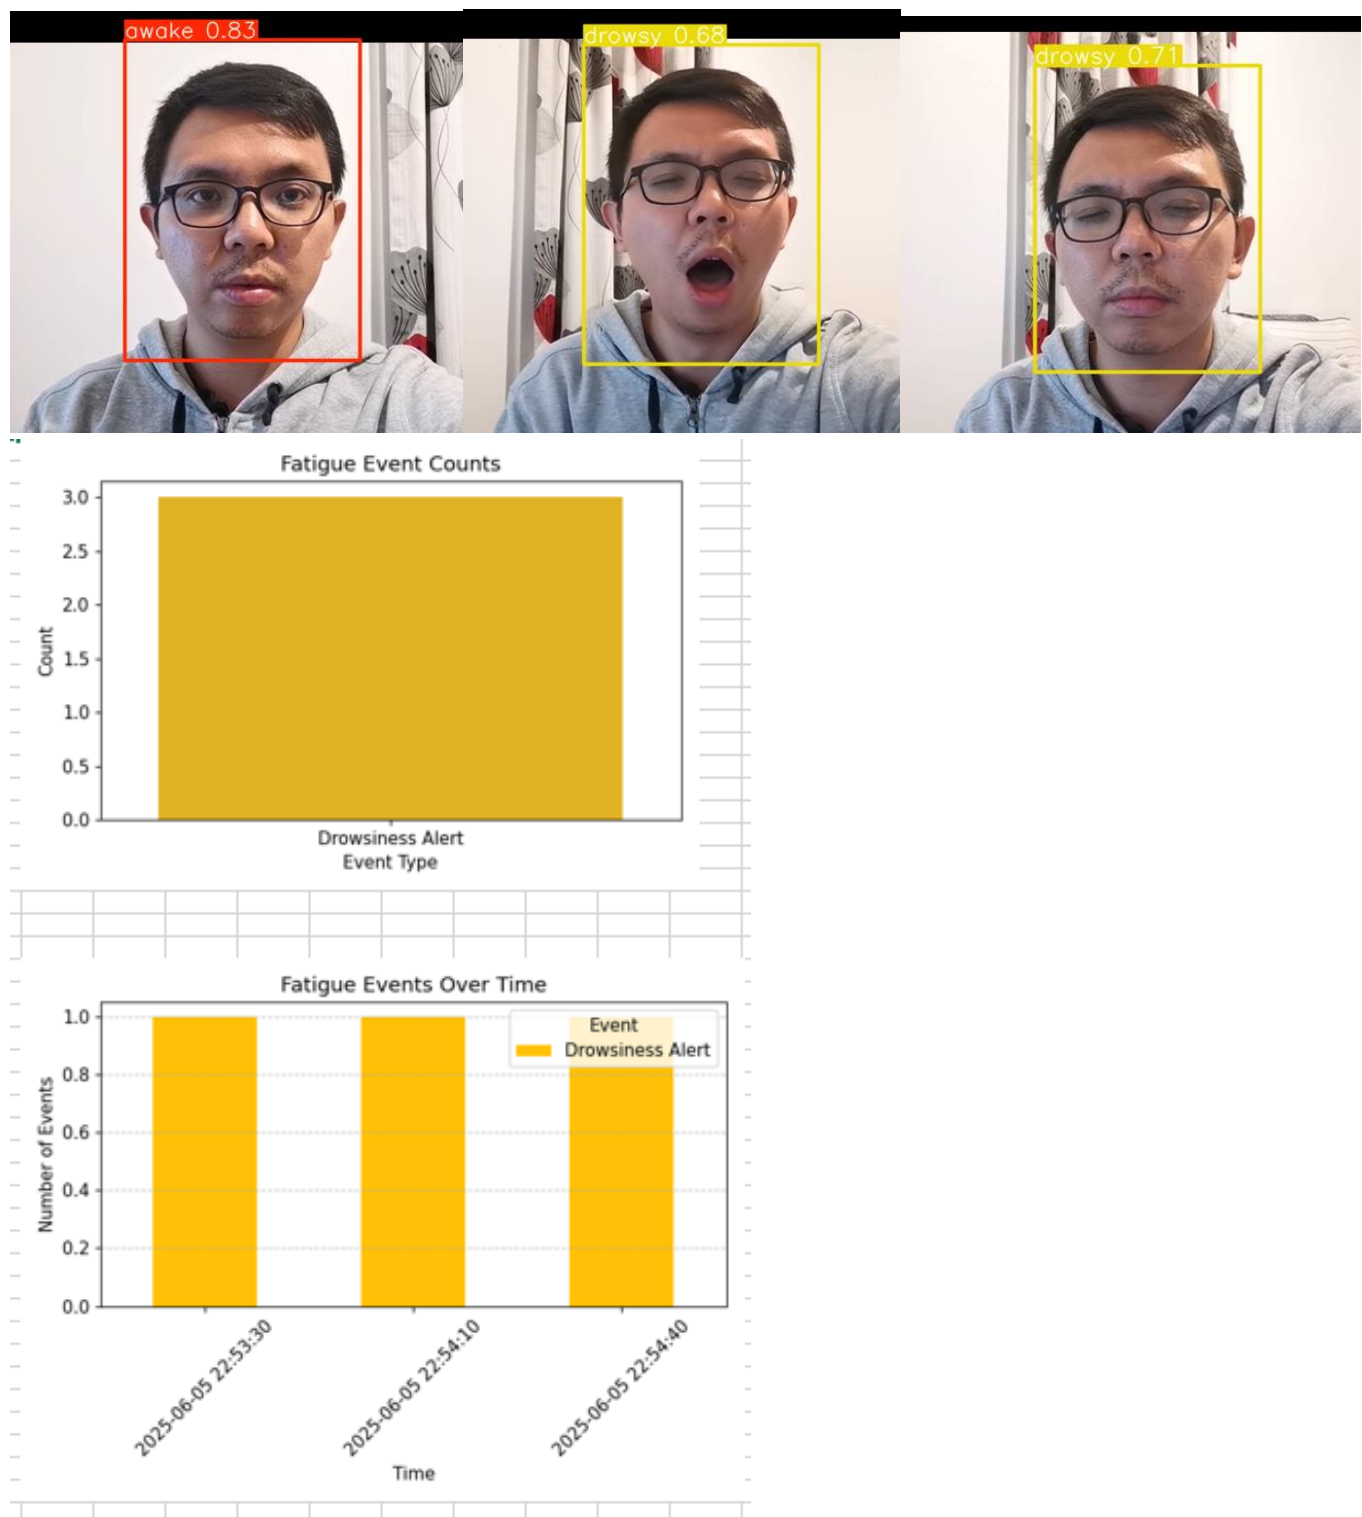 awake 0.83
drowsy 0.68
drowsy 0.71
Fatigue Event Counts
3.0
2.5
2.0
1.5
1.0
0.5
0.0
Count
Drowsiness Alert
Event Type
Fatigue Events Over Time
1.0
0.8
0.6
0.4
0.2
0.0
Number of Events
Event
Drowsiness Alert
2025-06-05 22:53:30
2025-06-05 22:54:10
2025-06-05 22:54:40
Time